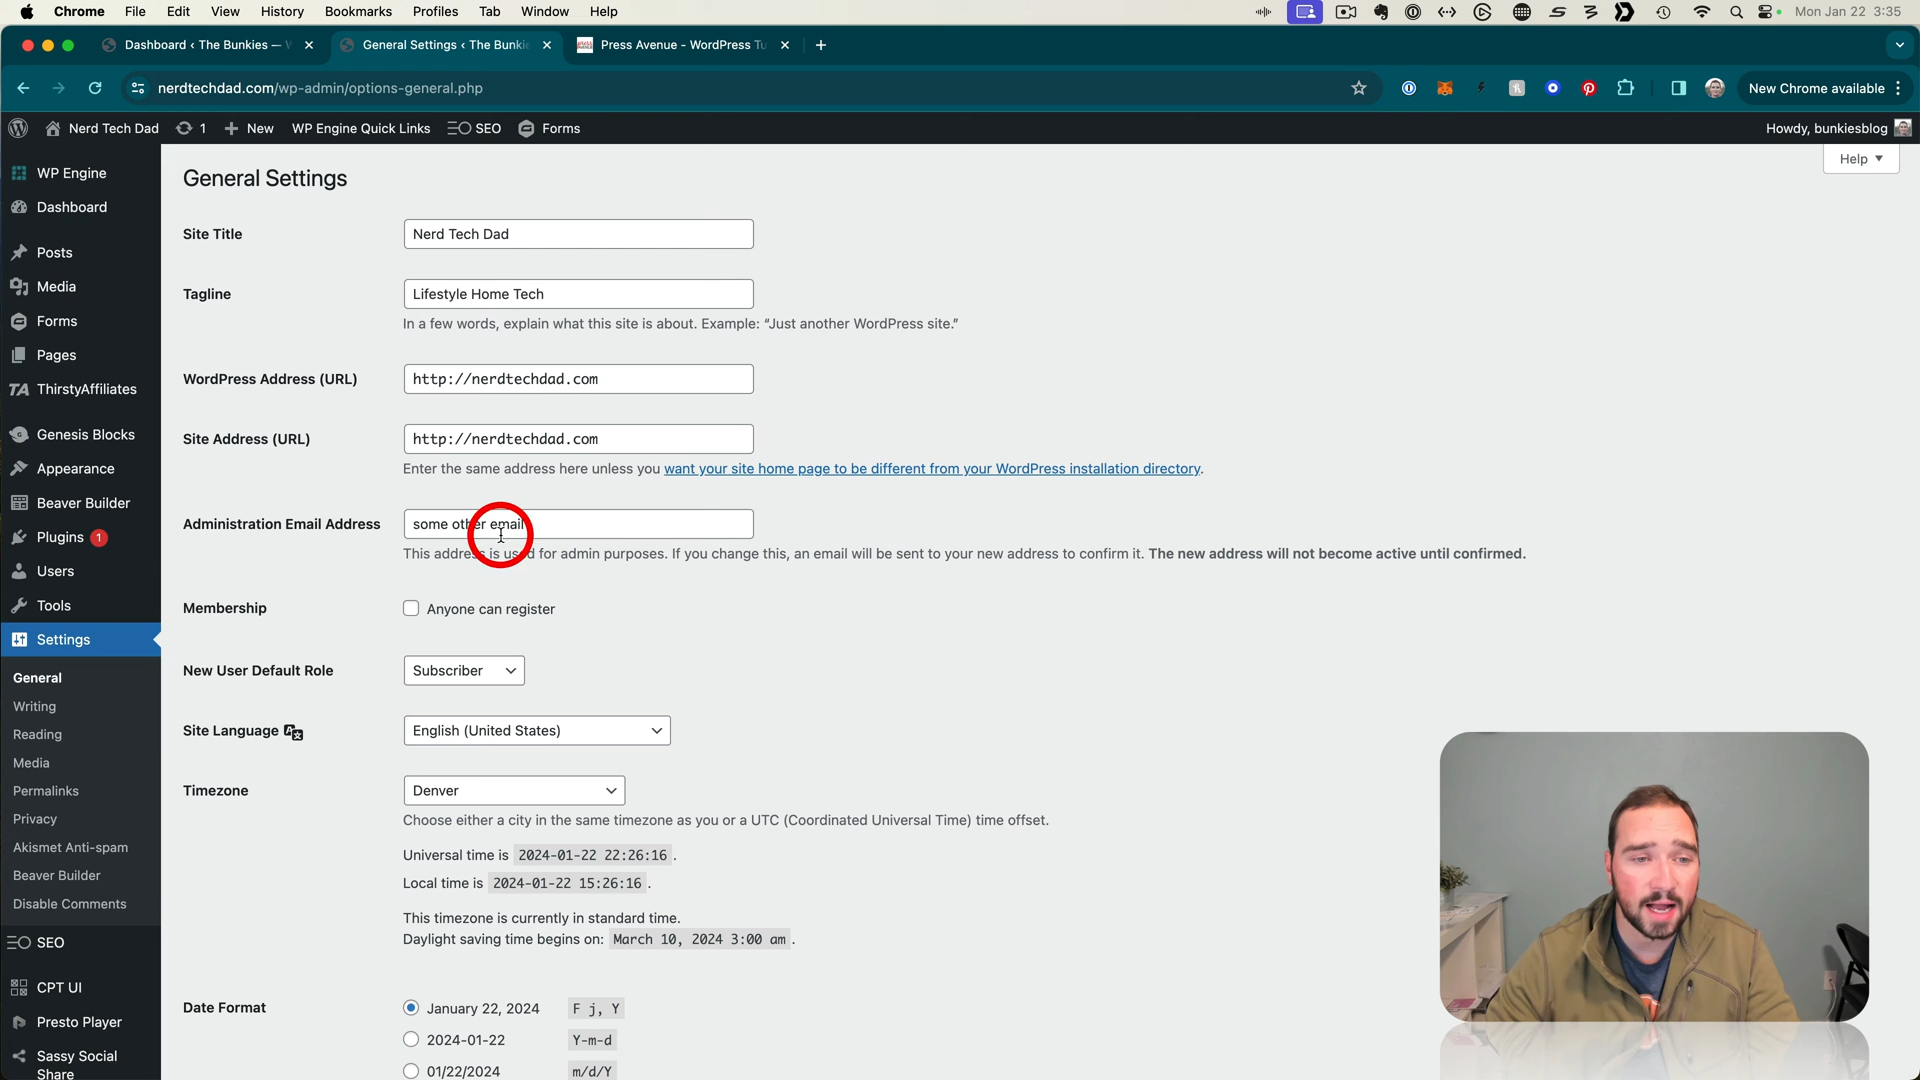 Chrome File Edit View History Bookmarks Profiles Tab Window Help Mon Jan 22 3:35
Dashboard ‹ The Bunkies — General Settings ‹ The Bunki Press Avenue - WordPress Tu
nerdtechdad.com/wp-admin/options-general.php New Chrome available
Nerd Tech Dad 1 New WP Engine Quick Links SEO Forms Howdy, bunkiesblog
WP Engine
Dashboard
Posts
Media
Forms
Pages
ThirstyAffiliates
Genesis Blocks
Appearance
Beaver Builder
Plugins 1
Users
Tools
Settings
General
Writing
Reading
Media
Permalinks
Privacy
Akismet Anti-spam
Beaver Builder
Disable Comments
SEO
CPT UI
Presto Player
Sassy Social
Share
Help
General Settings
Site Title Nerd Tech Dad
Tagline Lifestyle Home Tech
In a few words, explain what this site is about. Example: “Just another WordPress site.”
WordPress Address (URL) http://nerdtechdad.com
Site Address (URL) http://nerdtechdad.com
Enter the same address here unless you want your site home page to be different from your WordPress installation directory.
Administration Email Address some other email
This address is used for admin purposes. If you change this, an email will be sent to your new address to confirm it. The new address will not become active until confirmed.
Membership Anyone can register
New User Default Role Subscriber
Site Language English (United States)
Timezone Denver
Choose either a city in the same timezone as you or a UTC (Coordinated Universal Time) time offset.
Universal time is 2024-01-22 22:26:16 .
Local time is 2024-01-22 15:26:16 .
This timezone is currently in standard time.
Daylight saving time begins on: March 10, 2024 3:00 am .
Date Format January 22, 2024 F j, Y
2024-01-22 Y-m-d
01/22/2024 m/d/Y